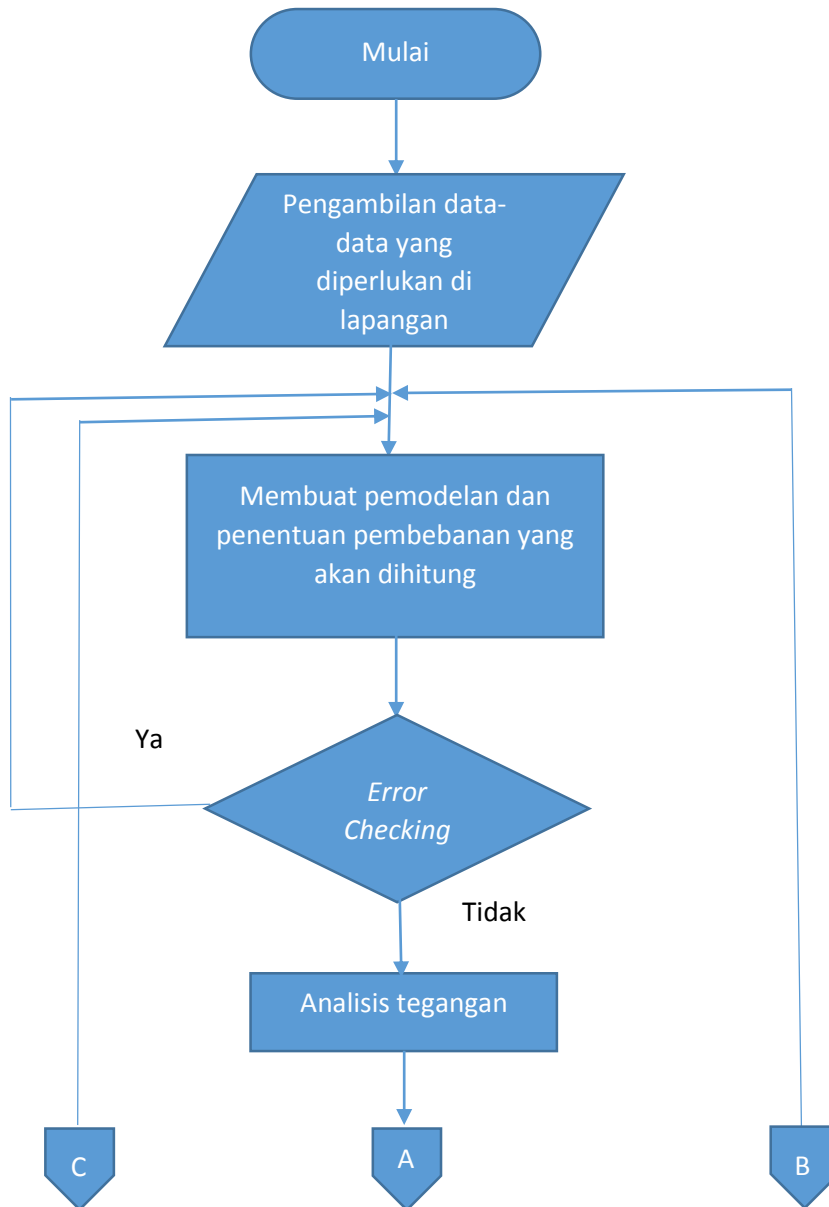 Mulai
Pengambilan data-
data yang
diperlukan di
lapangan
Membuat pemodelan dan
penentuan pembebanan yang
akan dihitung
Ya
Error
Checking
Tidak
Analisis tegangan
C
A
B